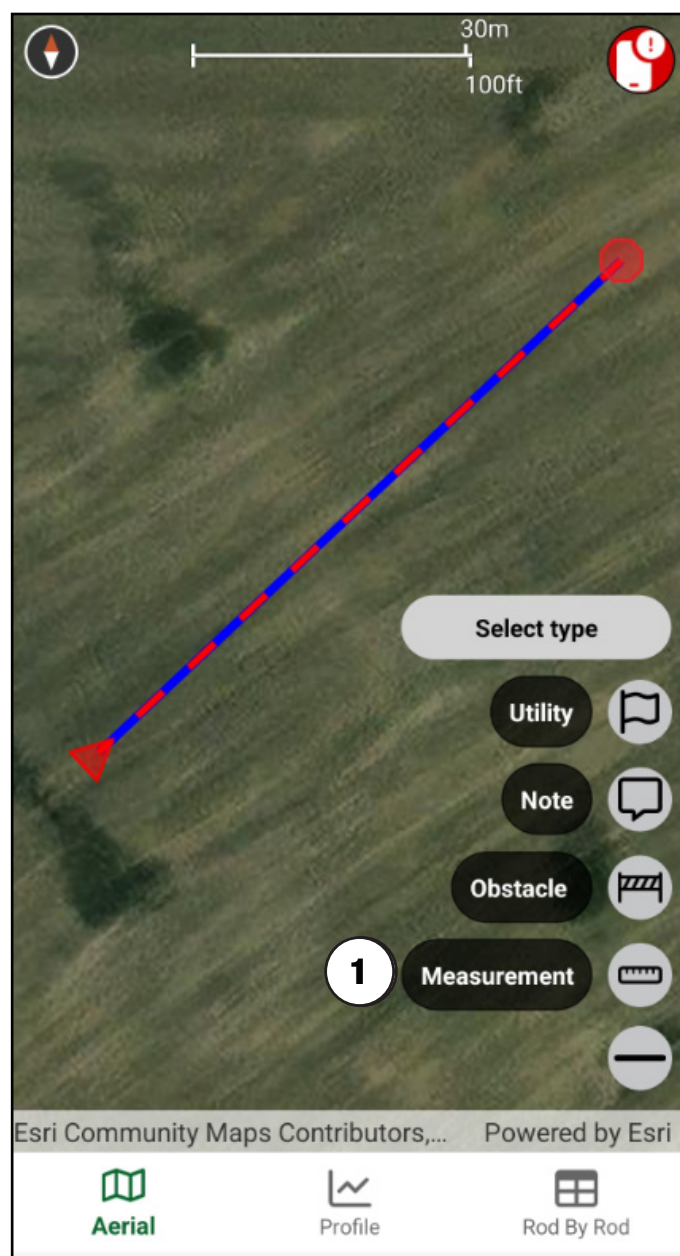 30m
100ft
!
Select type
Utility
Note
Obstacle
1
Measurement
Esri Community Maps Contributors,... Powered by Esri
Aerial Profile Rod By Rod